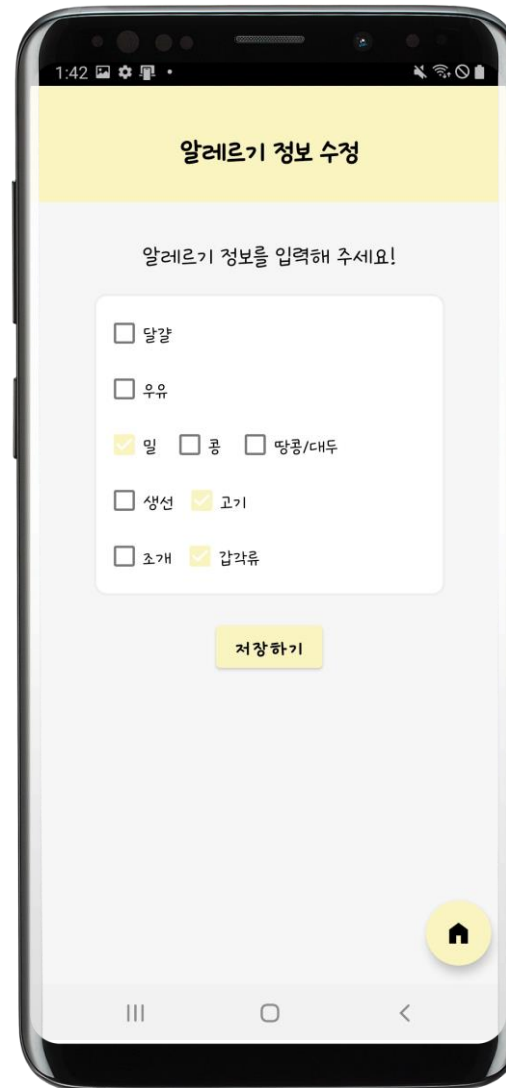 1:42
알레르기 정보 수정
알레르기 정보를 입력해 주세요!
달걀
우유
밀 콩 땅콩/대두
생선 고기
조개 갑각류
저장하기